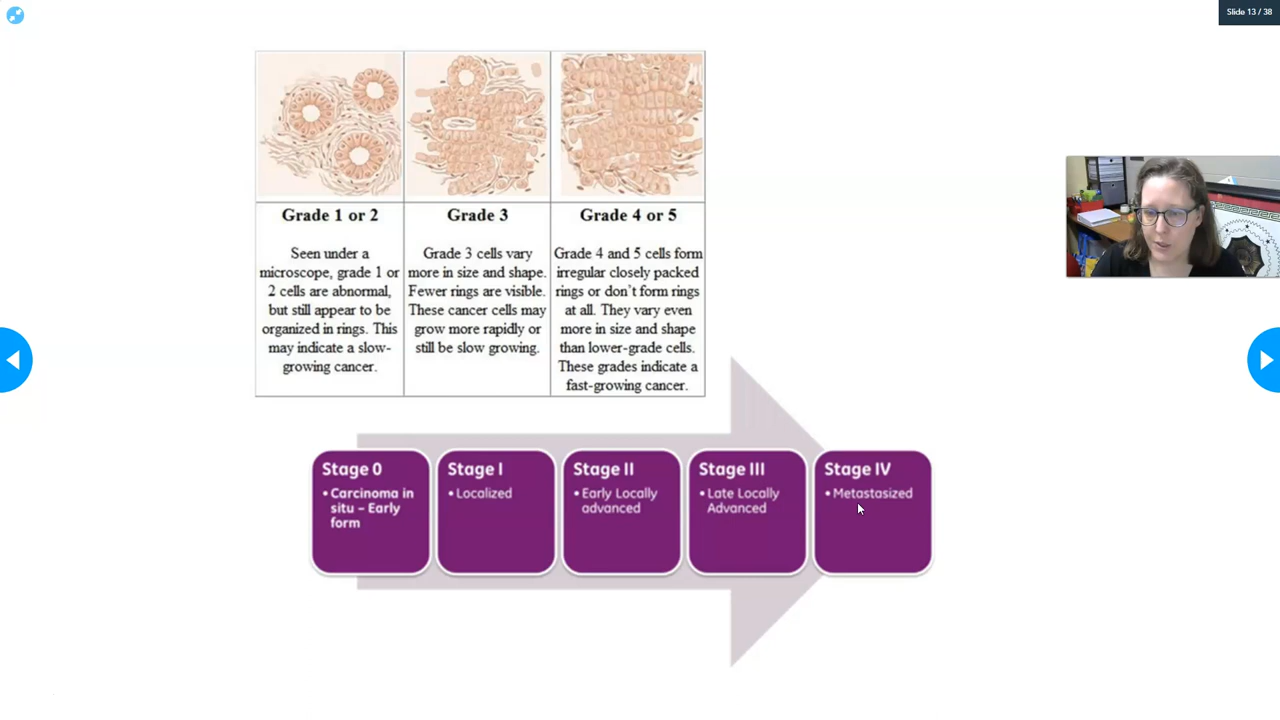 Slide 13 / 38
Grade 1 or 2
Seen under a
microscope, grade 1 or
2 cells are abnormal,
but still appear to be
organized in rings. This
may indicate a slow-
growing cancer.
Grade 3
Grade 3 cells vary
more in size and shape.
Fewer rings are visible.
These cancer cells may
grow more rapidly or
still be slow growing.
Grade 4 or 5
Grade 4 and 5 cells form
irregular closely packed
rings or don't form rings
at all. They vary even
more in size and shape
than lower-grade cells.
These grades indicate a
fast-growing cancer.
Stage 0
• Carcinoma in
situ – Early
form
Stage I
• Localized
Stage II
• Early Locally
advanced
Stage III
• Late Locally
Advanced
Stage IV
• Metastasized